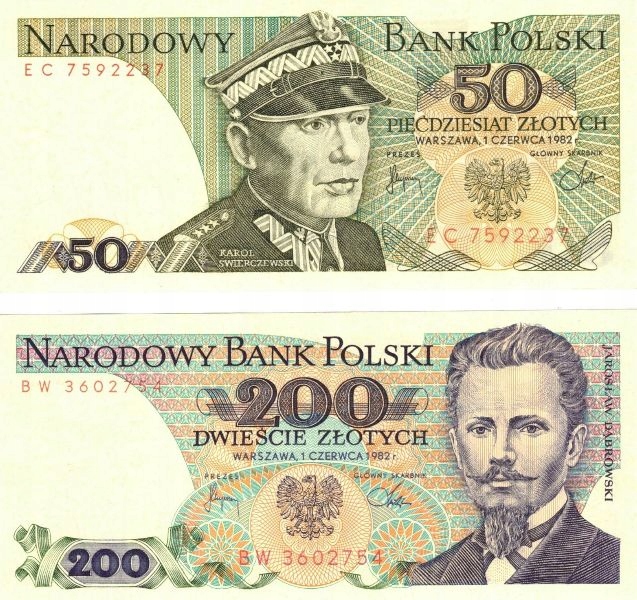 NARODOWY BANK POLSKI
EC 7592237
50
PIĘĆDZIESIĄT ZŁOTYCH
WARSZAWA, 1 CZERWCA 1982 r.
PREZES GŁÓWNY SKARBNIK
EC 7592237
50
KAROL
ŚWIERCZEWSKI
NARODOWY BANK POLSKI
BW 3602754
200
DWIEŚCIE ZŁOTYCH
WARSZAWA, 1 CZERWCA 1982 r.
PREZES GŁÓWNY SKARBNIK
BW 3602754
200
JAROSŁAW DĄBROWSKI